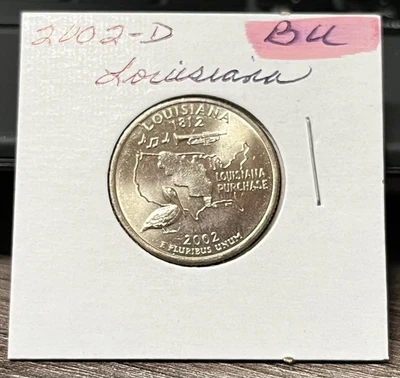 2002-D BU
Louisiana
LOUISIANA
1812
LOUISIANA
PURCHASE
2002
E PLURIBUS UNUM